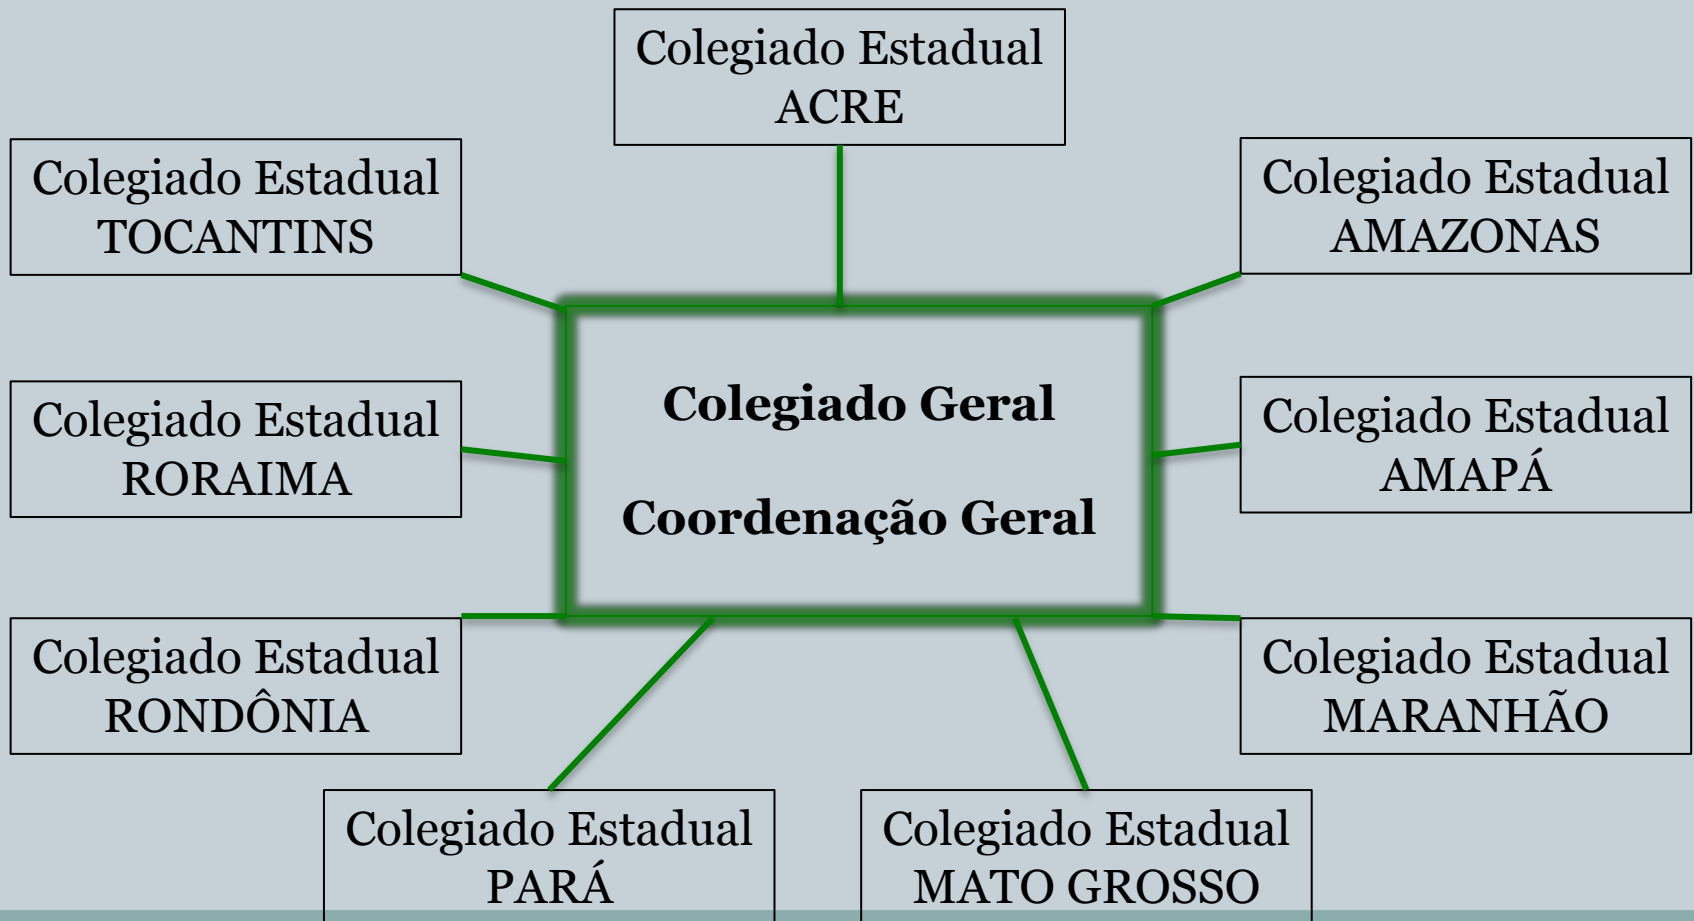 Colegiado Estadual
ACRE
Colegiado Estadual
TOCANTINS
Colegiado Estadual
AMAZONAS
Colegiado Geral
Coordenação Geral
Colegiado Estadual
RORAIMA
Colegiado Estadual
AMAPÁ
Colegiado Estadual
RONDÔNIA
Colegiado Estadual
MARANHÃO
Colegiado Estadual
PARÁ
Colegiado Estadual
MATO GROSSO